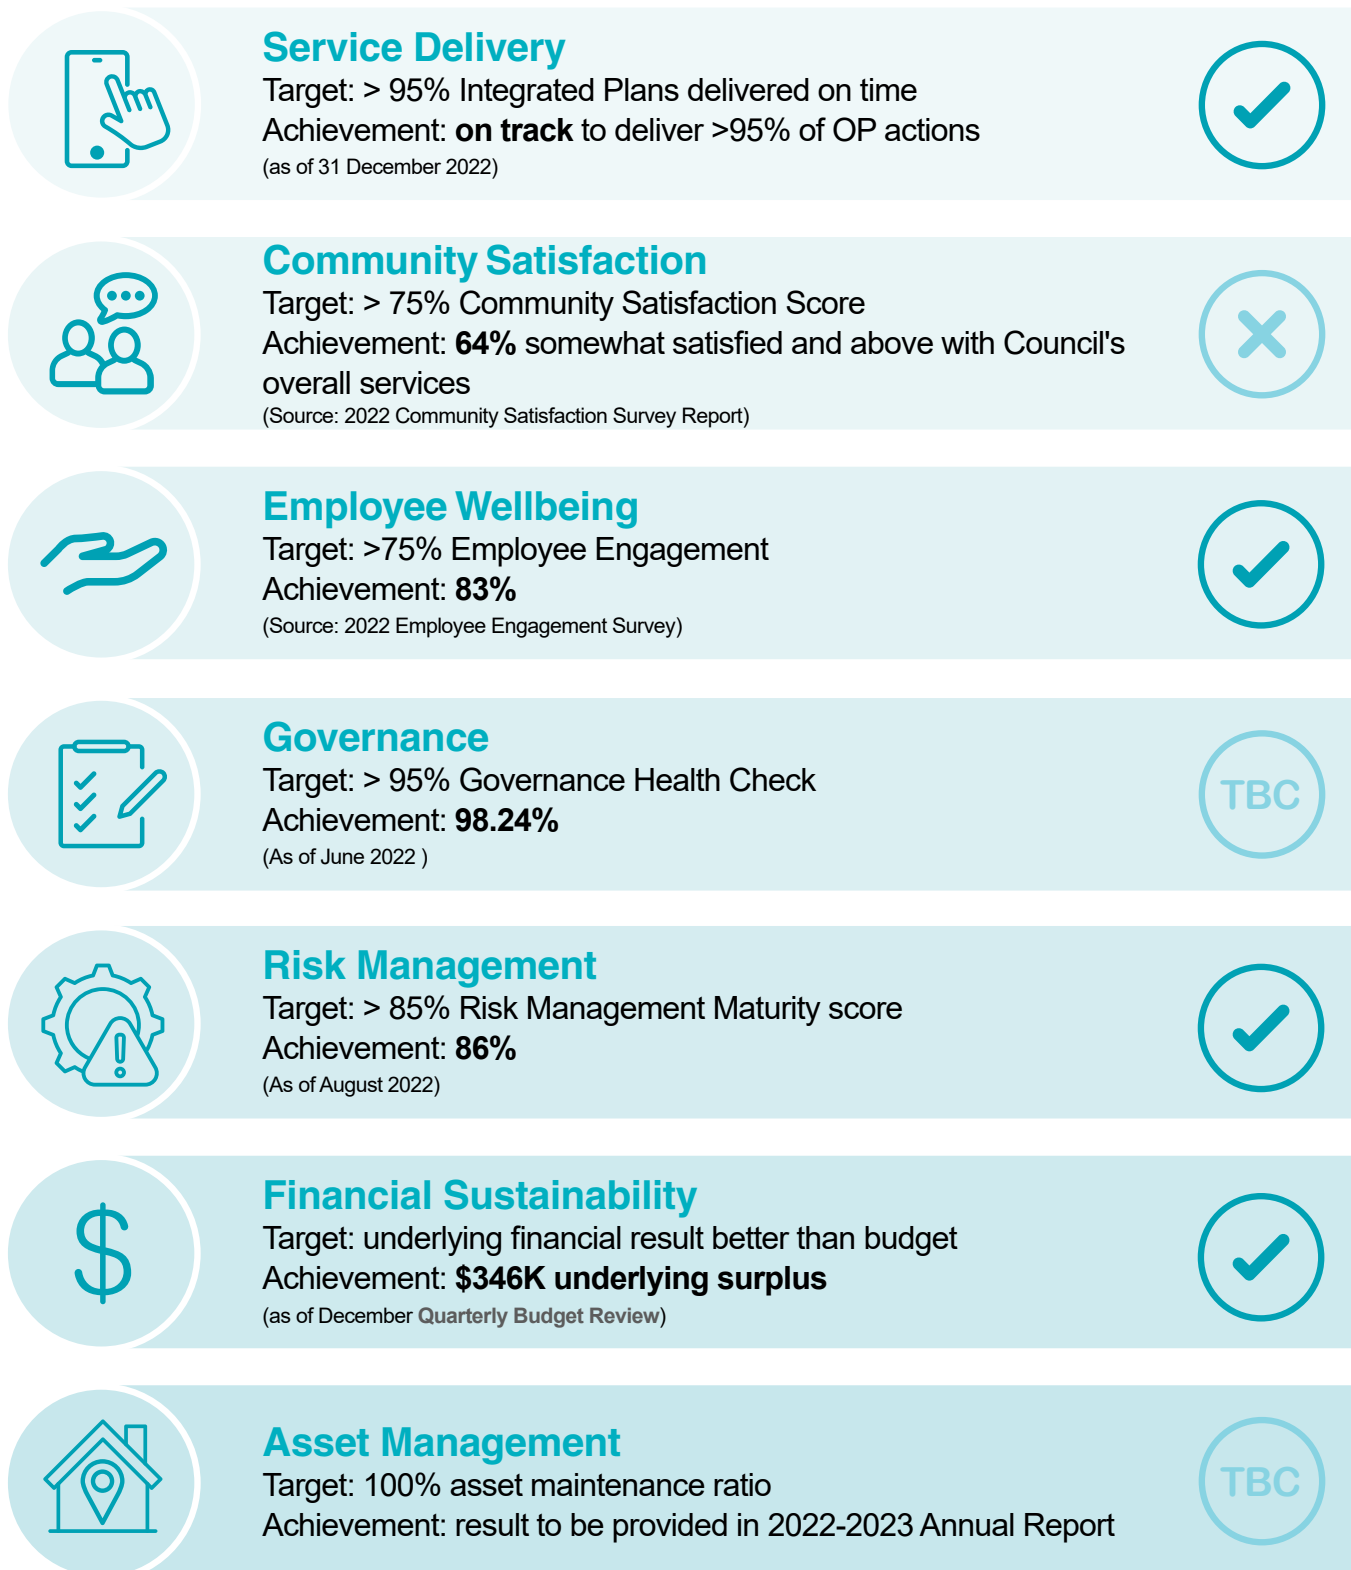 Service Delivery
Target: > 95% Integrated Plans delivered on time
Achievement: on track to deliver >95% of OP actions
(as of 31 December 2022)
Community Satisfaction
Target: > 75% Community Satisfaction Score
Achievement: 64% somewhat satisfied and above with Council's
overall services
(Source: 2022 Community Satisfaction Survey Report)
Employee Wellbeing
Target: >75% Employee Engagement
Achievement: 83%
(Source: 2022 Employee Engagement Survey)
Governance
Target: > 95% Governance Health Check
Achievement: 98.24%
(As of June 2022 )
TBC
Risk Management
Target: > 85% Risk Management Maturity score
Achievement: 86%
(As of August 2022)
Financial Sustainability
Target: underlying financial result better than budget
Achievement: $346K underlying surplus
(as of December Quarterly Budget Review)
Asset Management
Target: 100% asset maintenance ratio
Achievement: result to be provided in 2022-2023 Annual Report
TBC